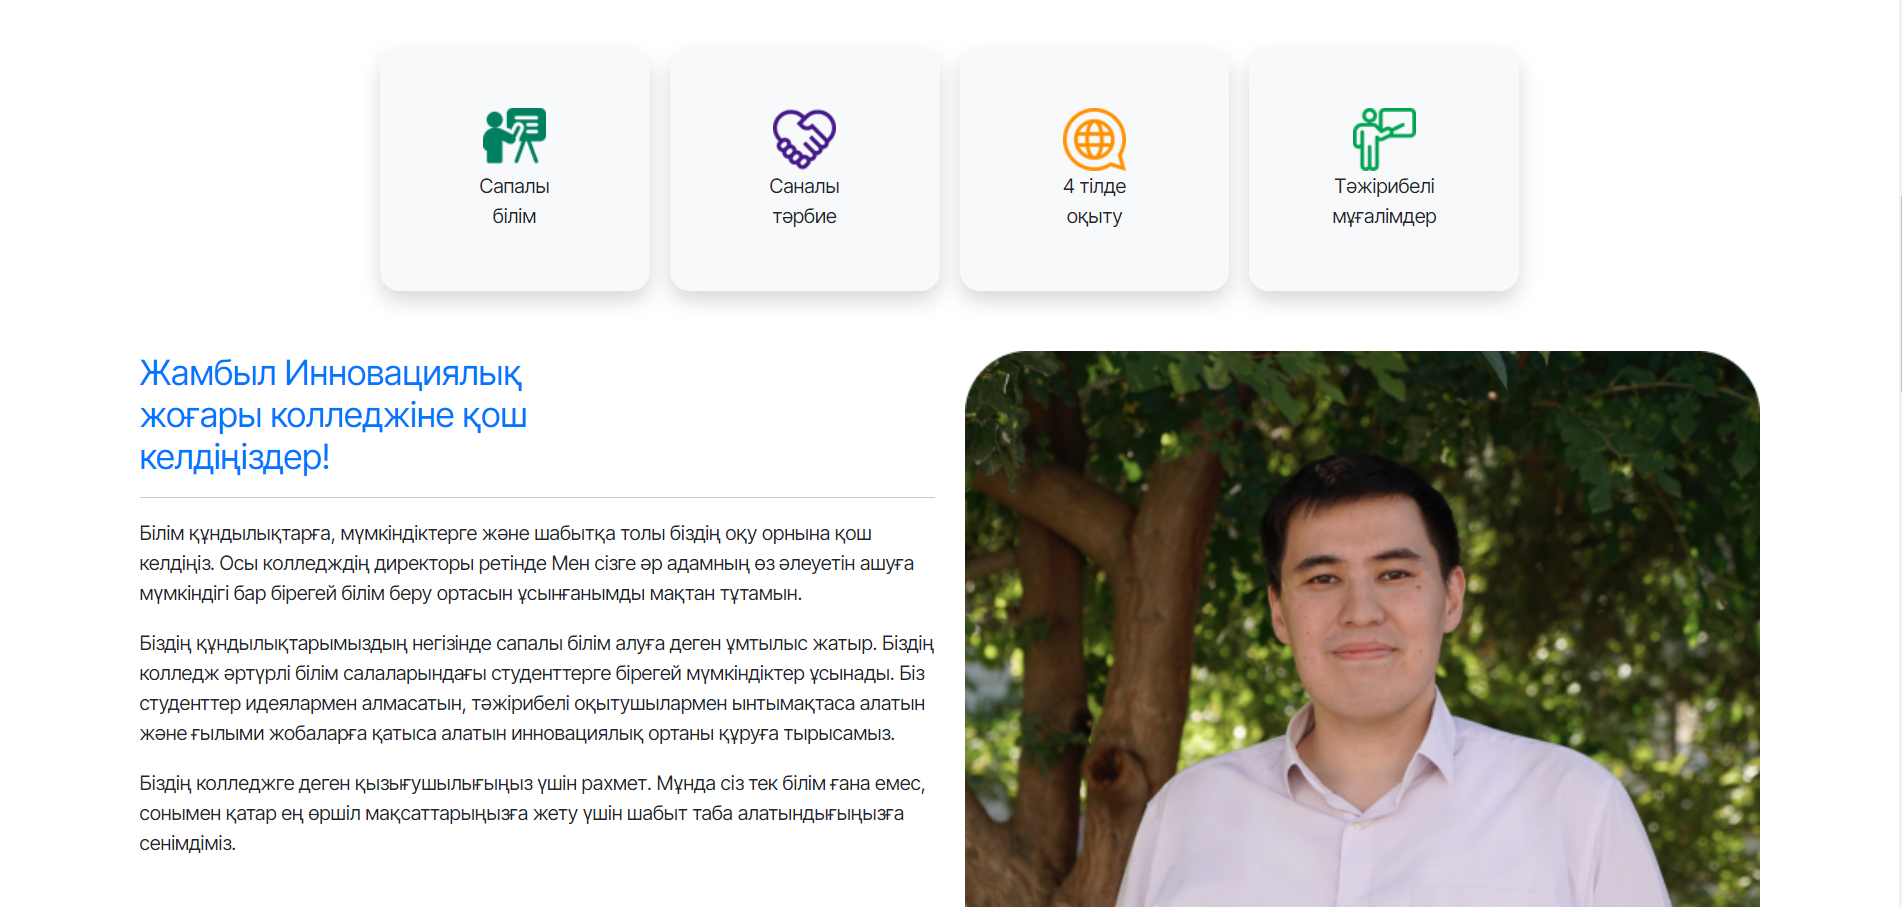 Сапалы
білім
Саналы
тәрбие
4 тілде
оқыту
Тәжірибелі
мұғалімдер
Жамбыл Инновациялық
жоғары колледжіне қош
келдіңіздер!
Білім құндылықтарға, мүмкіндіктерге және шабытқа толы біздің оқу орнына қош
келдіңіз. Осы колледждің директоры ретінде Мен сізге әр адамның өз әлеуетін ашуға
мүмкіндігі бар бірегей білім беру ортасын ұсынғанымды мақтан тұтамын.
Біздің құндылықтарымыздың негізінде сапалы білім алуға деген ұмтылыс жатыр. Біздің
колледж әртүрлі білім салаларындағы студенттерге бірегей мүмкіндіктер ұсынады. Біз
студенттер идеялармен алмасатын, тәжірибелі оқытушылармен ынтымақтаса алатын
және ғылыми жобаларға қатыса алатын инновациялық ортаны құруға тырысамыз.
Біздің колледжге деген қызығушылығыңыз үшін рахмет. Мұнда сіз тек білім ғана емес,
сонымен қатар ең өршіл мақсаттарыңызға жету үшін шабыт таба алатындығыңызға
сенімдіміз.